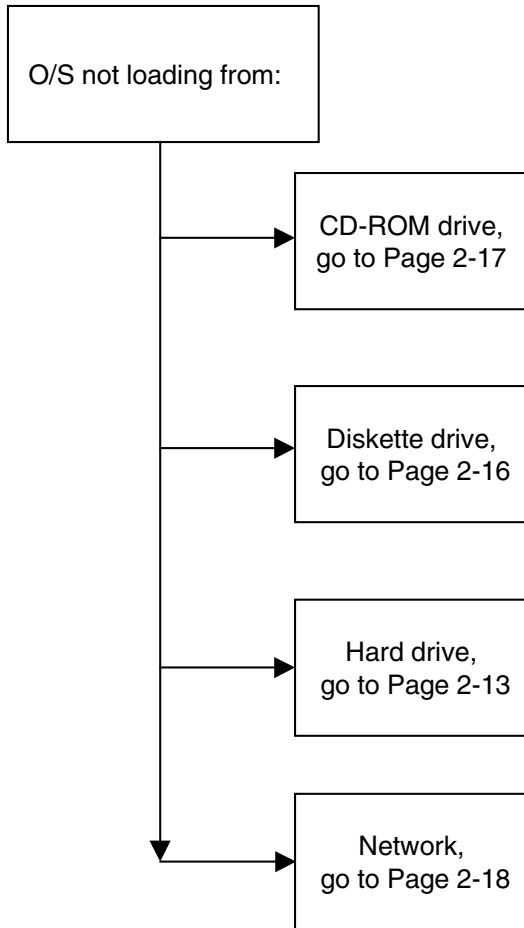 O/S not loading from:
CD-ROM drive,
go to Page 2-17
Diskette drive,
go to Page 2-16
Hard drive,
go to Page 2-13
Network,
go to Page 2-18